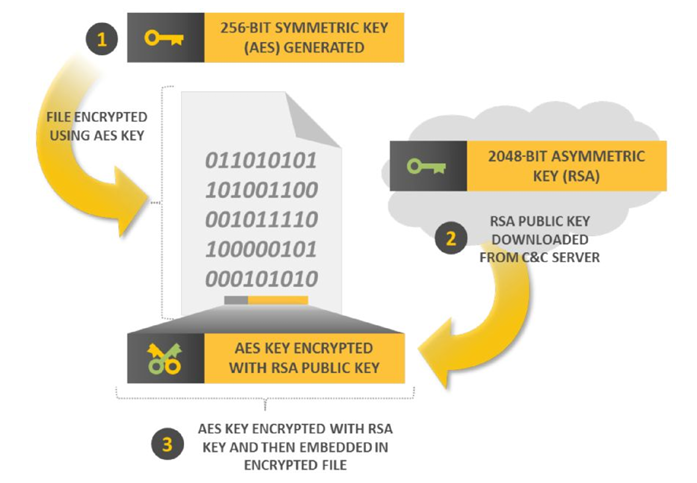 1
256-BIT SYMMETRIC KEY
(AES) GENERATED
FILE ENCRYPTED
USING AES KEY
011010101
101001100
001011110
100000101
000101010
2048-BIT ASYMMETRIC
KEY (RSA)
2
RSA PUBLIC KEY
DOWNLOADED
FROM C&C SERVER
AES KEY ENCRYPTED
WITH RSA PUBLIC KEY
3
AES KEY ENCRYPTED WITH RSA
KEY AND THEN EMBEDDED IN
ENCRYPTED FILE